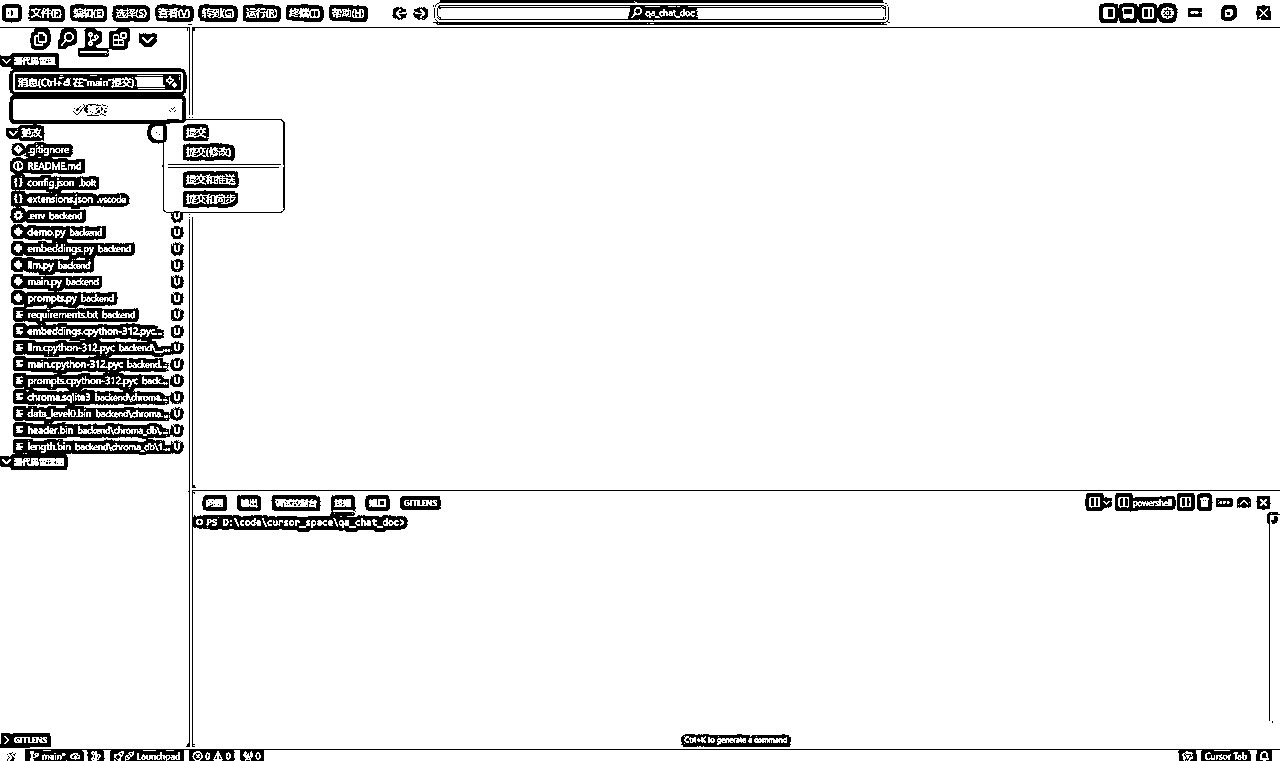 文件(F) 编辑(E) 选择(S) 查看(V) 转到(G) 运行(R) 终端(T) 帮助(H)
qa_chat_doc
源代码管理
消息(Ctrl+⏎ 在"main"提交)
提交
更改
提交
提交(修改)
提交和推送
提交和同步
.gitignore
README.md
config.json .bolt
extensions.json .vscode
.env backend U
demo.py backend U
embeddings.py backend U
llm.py backend U
main.py backend U
prompts.py backend U
requirements.txt backend U
embeddings.cpython-312.pyc... U
llm.cpython-312.pyc backend\_... U
main.cpython-312.pyc backend... U
prompts.cpython-312.pyc back... U
chroma.sqlite3 backend\chroma... U
data_level0.bin backend\chroma... U
header.bin backend\chroma_db\... U
length.bin backend\chroma_db\1... U
源代码管理图
问题 输出 调试控制台 终端 端口 GITLENS
powershell
PS D:\code\cursor_space\qa_chat_doc>
Ctrl+K to generate a command
GITLENS
main* Launchpad 0 0 0 Cursor Tab